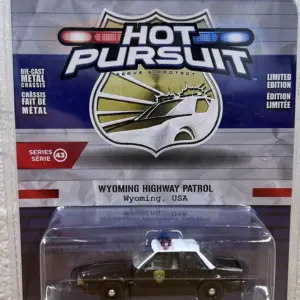 HOT
PURSUIT
SERVE & PROTECT
DIE-CAST
METAL
CHASSIS
CHÂSSIS
FAIT DE
MÉTAL
LIMITED
EDITION
ÉDITION
LIMITÉE
SERIES
SÉRIE
43
WYOMING HIGHWAY PATROL
Wyoming, USA